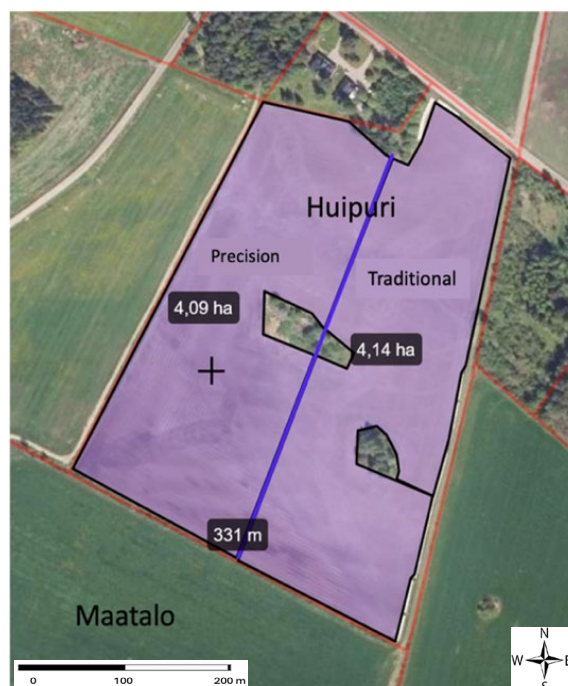 Huipuri
Precision
Traditional
4,09 ha
4,14 ha
331 m
Maatalo
0 100 200 m
N
W E
S